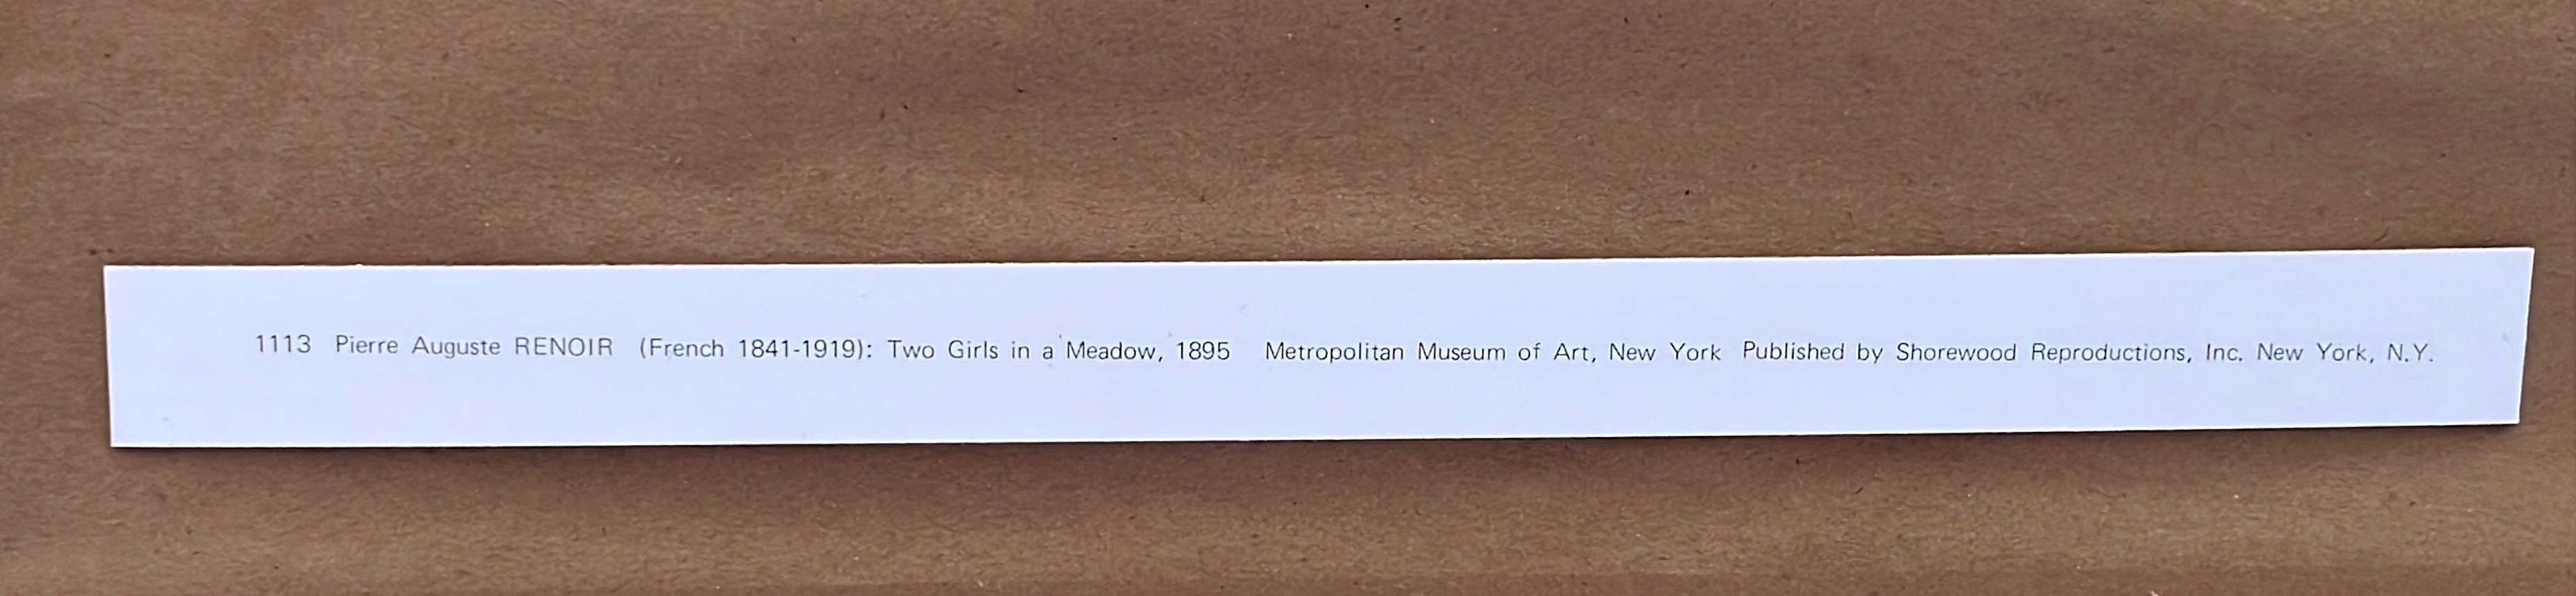 1113 Pierre Auguste RENOIR (French 1841-1919): Two Girls in a Meadow, 1895 Metropolitan Museum of Art, New York Published by Shorewood Reproductions, Inc. New York, N.Y.